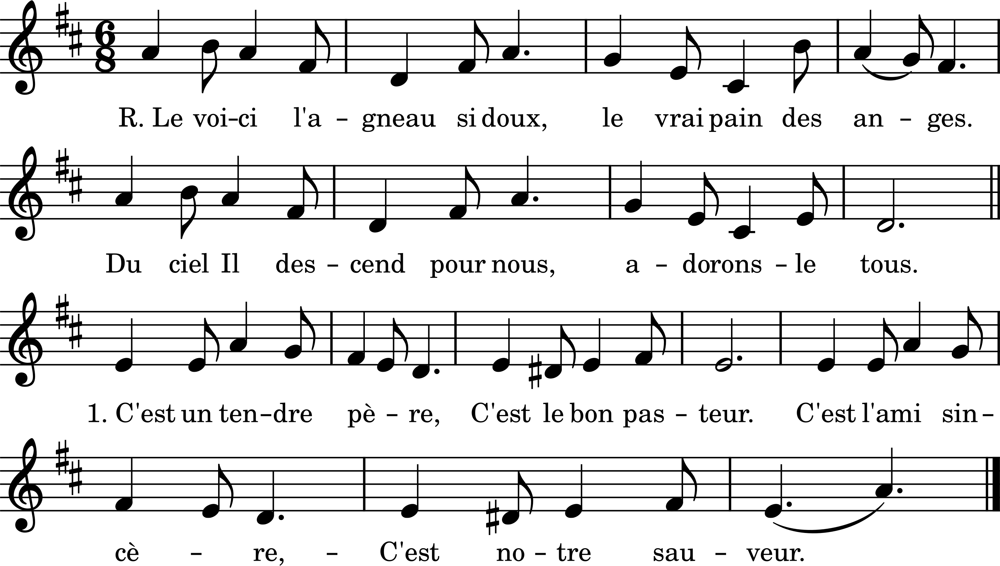 6
8
R. Le voi–ci l'a – gneau si doux, le vrai pain des an – ges.
Du ciel Il des – cend pour nous, a – dorons – le tous.
1. C'est un ten–dre pè – re, C'est le bon pas – teur. C'est l'ami sin –
cè – re, – C'est no – tre sau – veur.